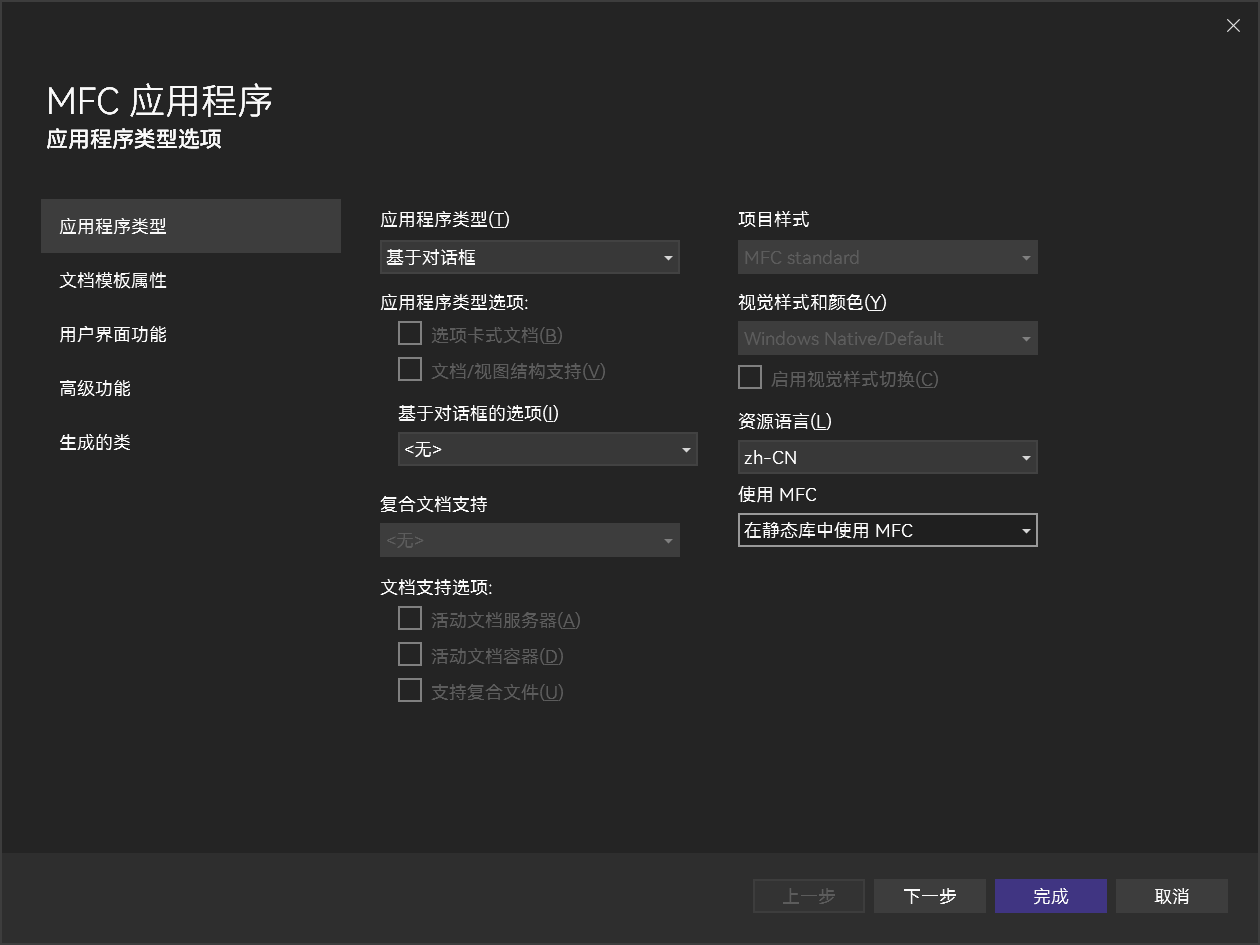 MFC 应用程序
应用程序类型选项
应用程序类型
文档模板属性
用户界面功能
高级功能
生成的类
应用程序类型(T)
基于对话框
应用程序类型选项:
选项卡式文档(B)
文档/视图结构支持(V)
基于对话框的选项(I)
<无>
复合文档支持
<无>
文档支持选项:
活动文档服务器(A)
活动文档容器(D)
支持复合文件(U)
项目样式
MFC standard
视觉样式和颜色(Y)
Windows Native/Default
启用视觉样式切换(C)
资源语言(L)
zh-CN
使用 MFC
在静态库中使用 MFC
上一步
下一步
完成
取消